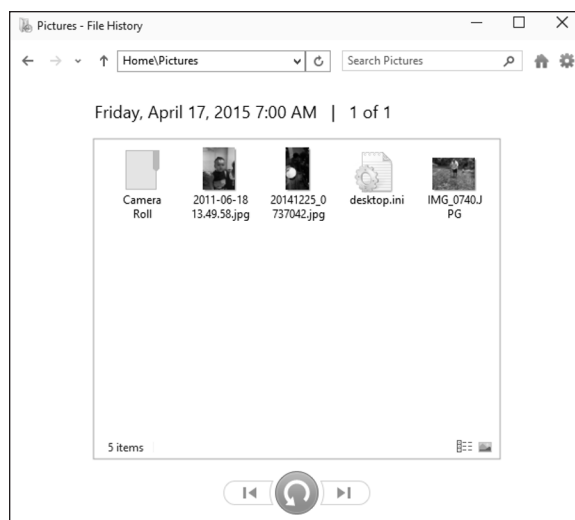 Pictures - File History
Home\Pictures
Search Pictures
Friday, April 17, 2015 7:00 AM | 1 of 1
Camera
Roll
2011-06-18
13.49.58.jpg
20141225_0
737042.jpg
desktop.ini
IMG_0740.J
PG
5 items